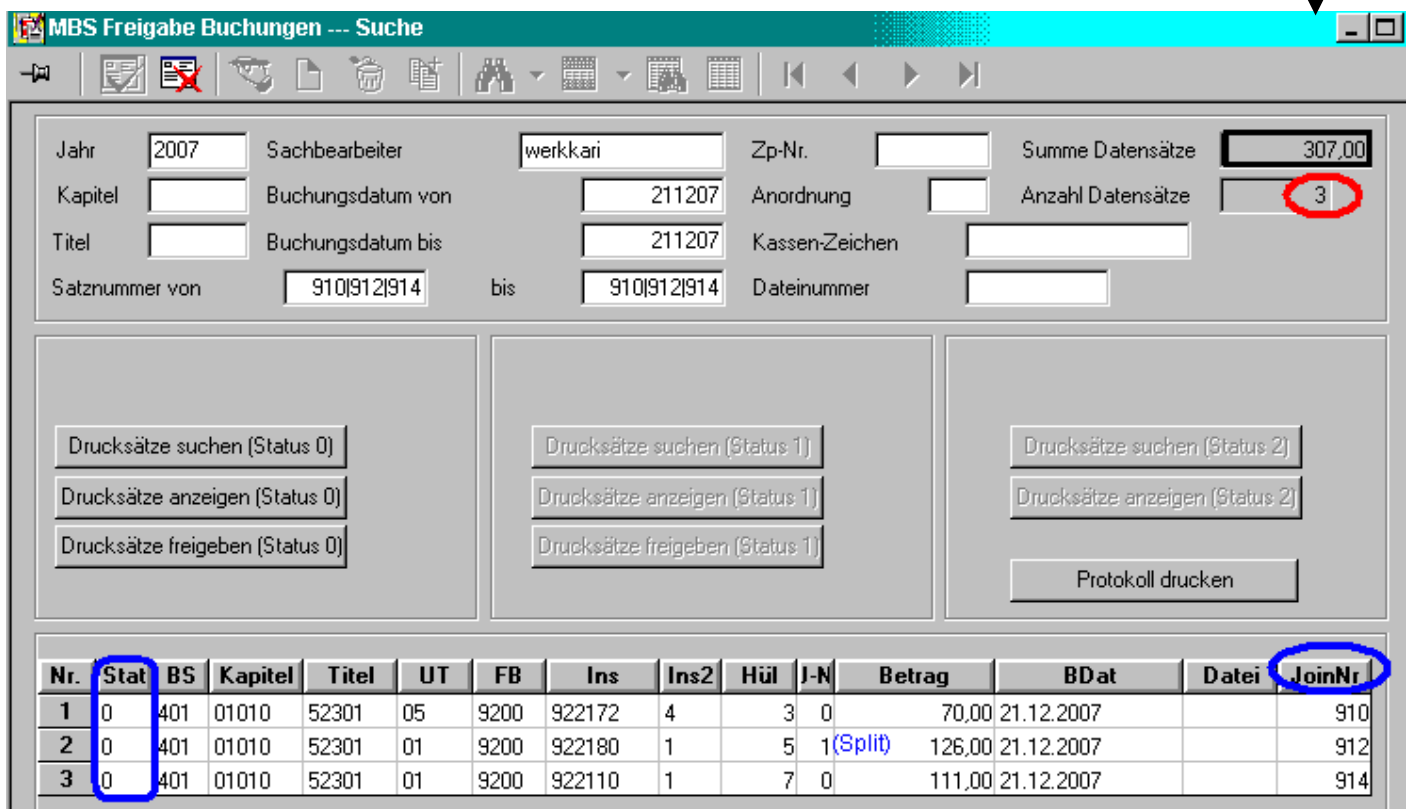 MBS Freigabe Buchungen --- Suche
Jahr 2007 Sachbearbeiter werkkari Zp-Nr. Summe Datensätze 307,00
Kapitel Buchungsdatum von 211207 Anordnung Anzahl Datensätze 3
Titel Buchungsdatum bis 211207 Kassen-Zeichen
Satznummer von 910|912|914 bis 910|912|914 Dateinummer
Drucksätze suchen (Status 0) Drucksätze suchen (Status 1) Drucksätze suchen (Status 2)
Drucksätze anzeigen (Status 0) Drucksätze anzeigen (Status 1) Drucksätze anzeigen (Status 2)
Drucksätze freigeben (Status 0) Drucksätze freigeben (Status 1)
Protokoll drucken
Nr. Stat BS Kapitel Titel UT FB Ins Ins2 Hül J-N Betrag BDat Datei JoinNr
1 0 401 01010 52301 05 9200 922172 4 3 0 70,00 21.12.2007 910
2 0 401 01010 52301 01 9200 922180 1 5 1 (Split) 126,00 21.12.2007 912
3 0 401 01010 52301 01 9200 922110 1 7 0 111,00 21.12.2007 914